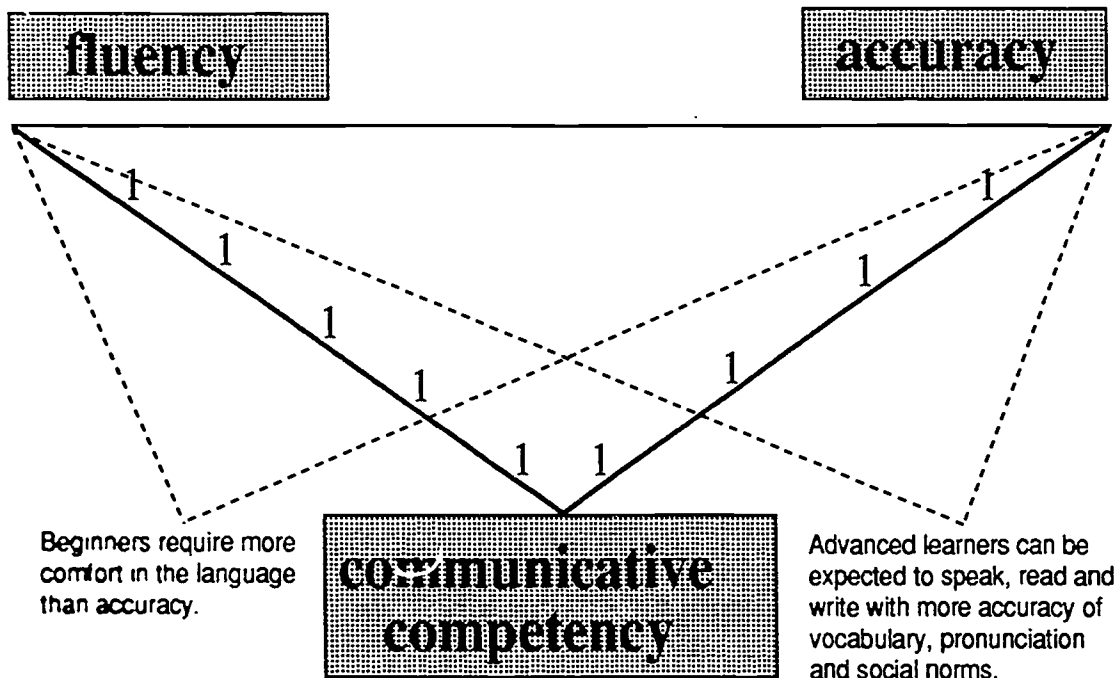 fluency
accuracy
1
1
1
1
1
1
1
1
1
Beginners require more
comfort in the language
than accuracy.
communicative
competency
Advanced learners can be
expected to speak, read and
write with more accuracy of
vocabulary, pronunciation
and social norms.